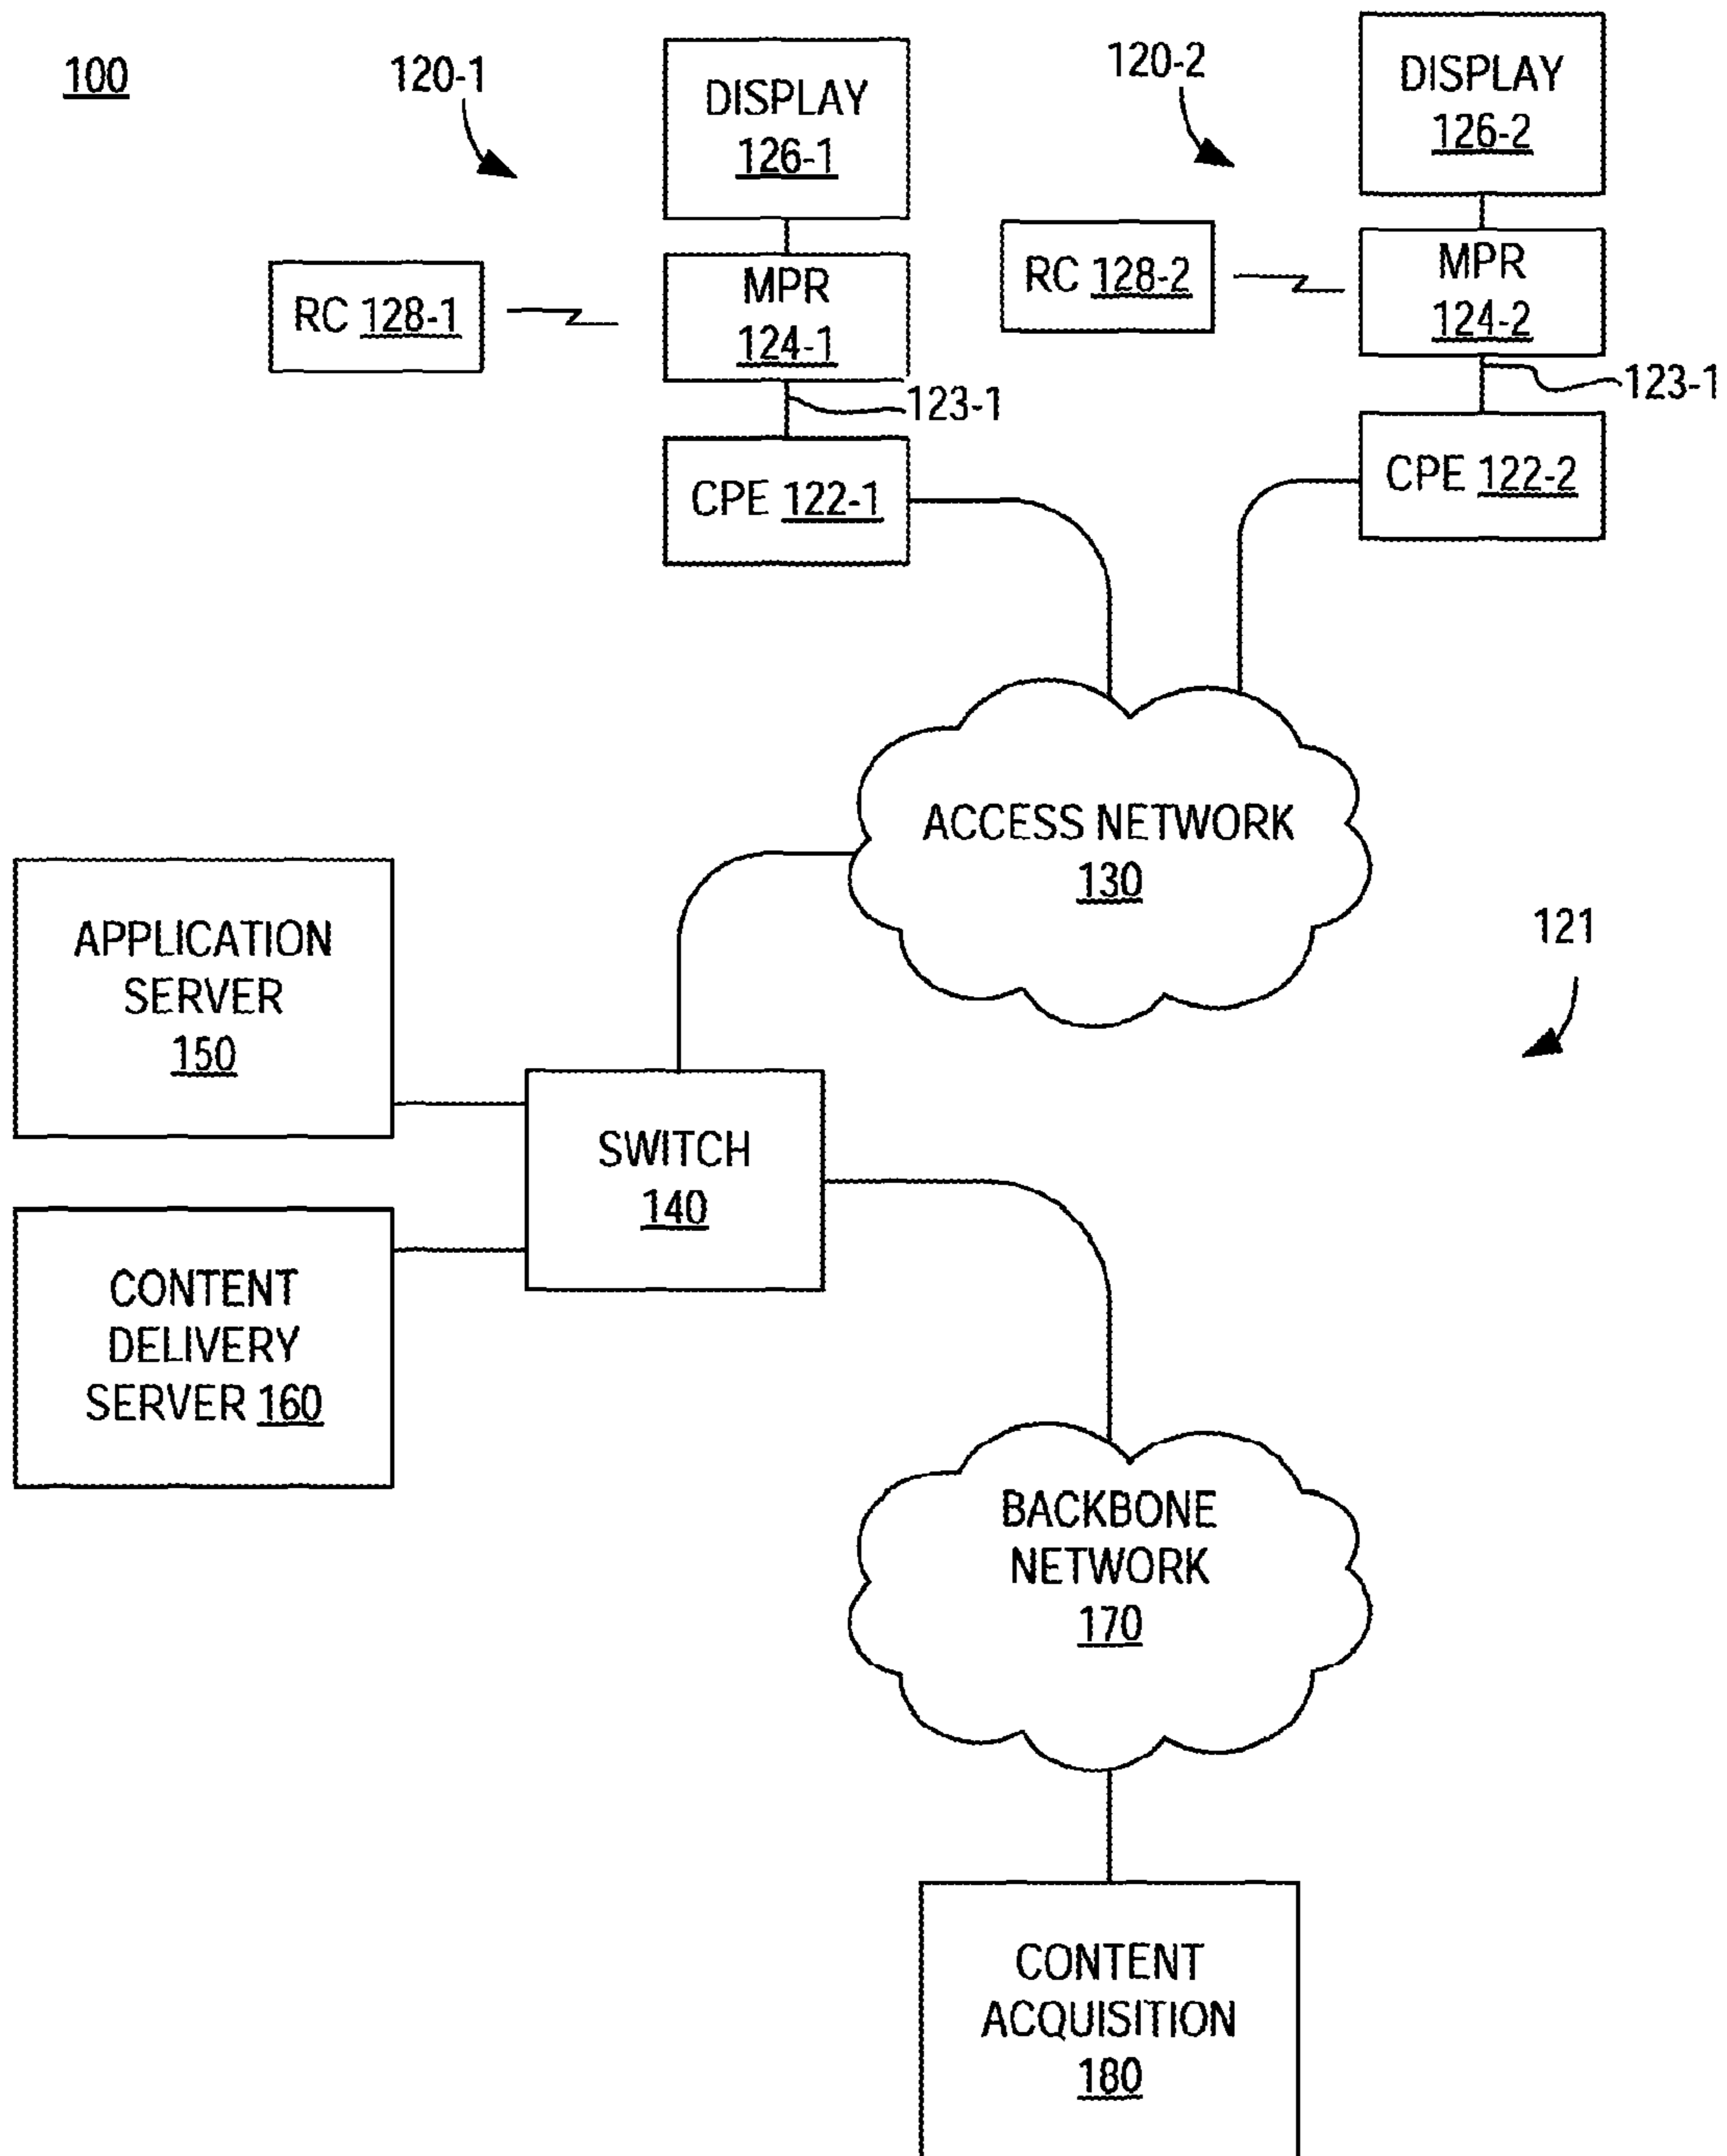 100
120-1
DISPLAY
126-1
120-2
DISPLAY
126-2
RC 128-1
MPR
124-1
RC 128-2
MPR
124-2
123-1
123-1
CPE 122-1
CPE 122-2
ACCESS NETWORK
130
121
APPLICATION
SERVER
150
SWITCH
140
CONTENT
DELIVERY
SERVER 160
BACKBONE
NETWORK
170
CONTENT
ACQUISITION
180